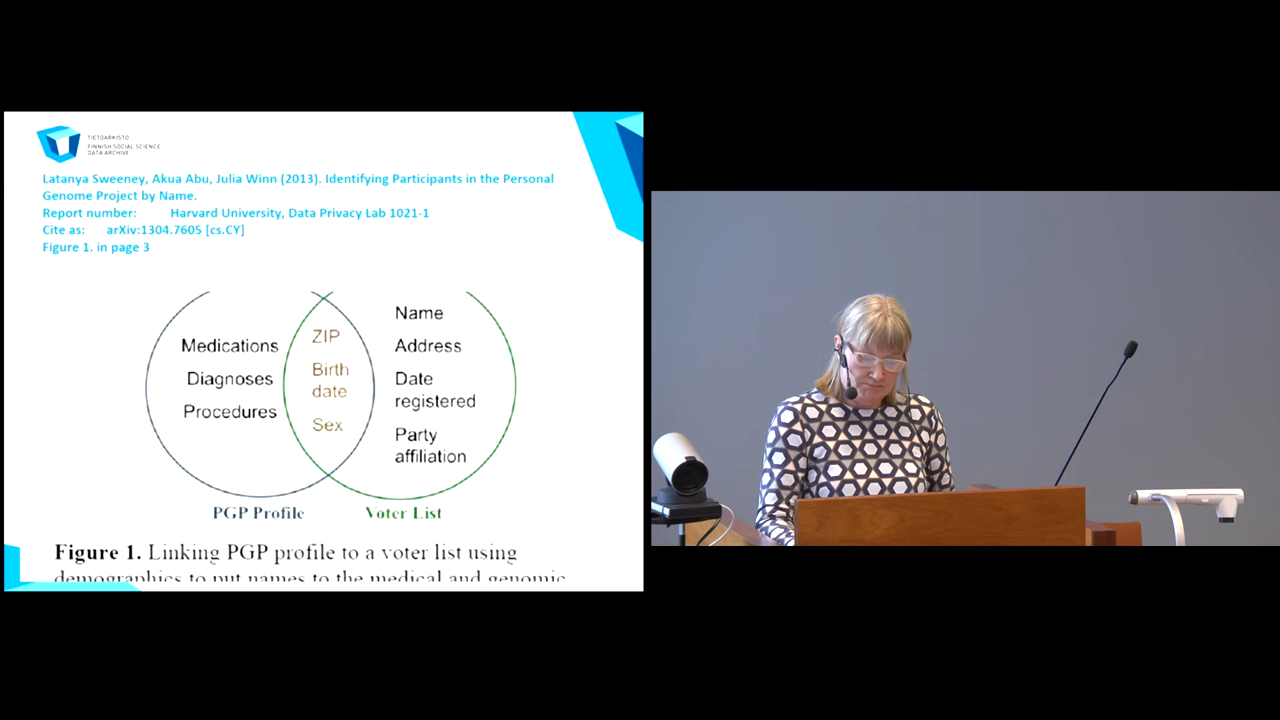 TIETOARKISTO
FINNISH SOCIAL SCIENCE
DATA ARCHIVE
Latanya Sweeney, Akua Abu, Julia Winn (2013). Identifying Participants in the Personal
Genome Project by Name.
Report number: Harvard University, Data Privacy Lab 1021-1
Cite as: arXiv:1304.7605 [cs.CY]
Figure 1. in page 3
Medications
Diagnoses
Procedures
ZIP
Birth
date
Sex
Name
Address
Date
registered
Party
affiliation
PGP Profile
Voter List
Figure 1. Linking PGP profile to a voter list using
demographics to put names to the medical and genomic